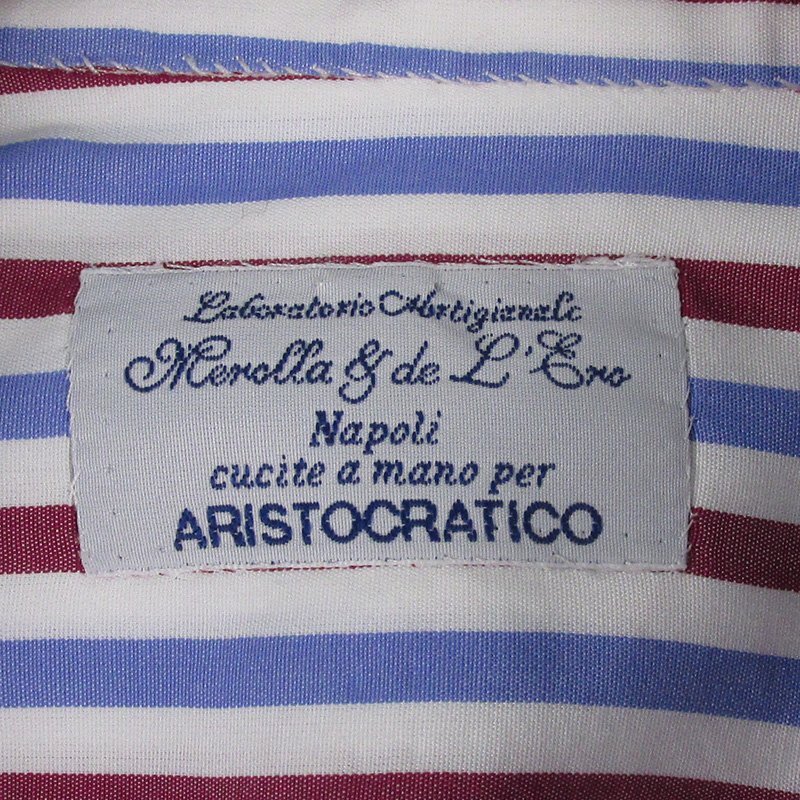 Laboratorio Artigianale
Merolla & de L'Ero
Napoli
cucite a mano per
ARISTOCRATICO